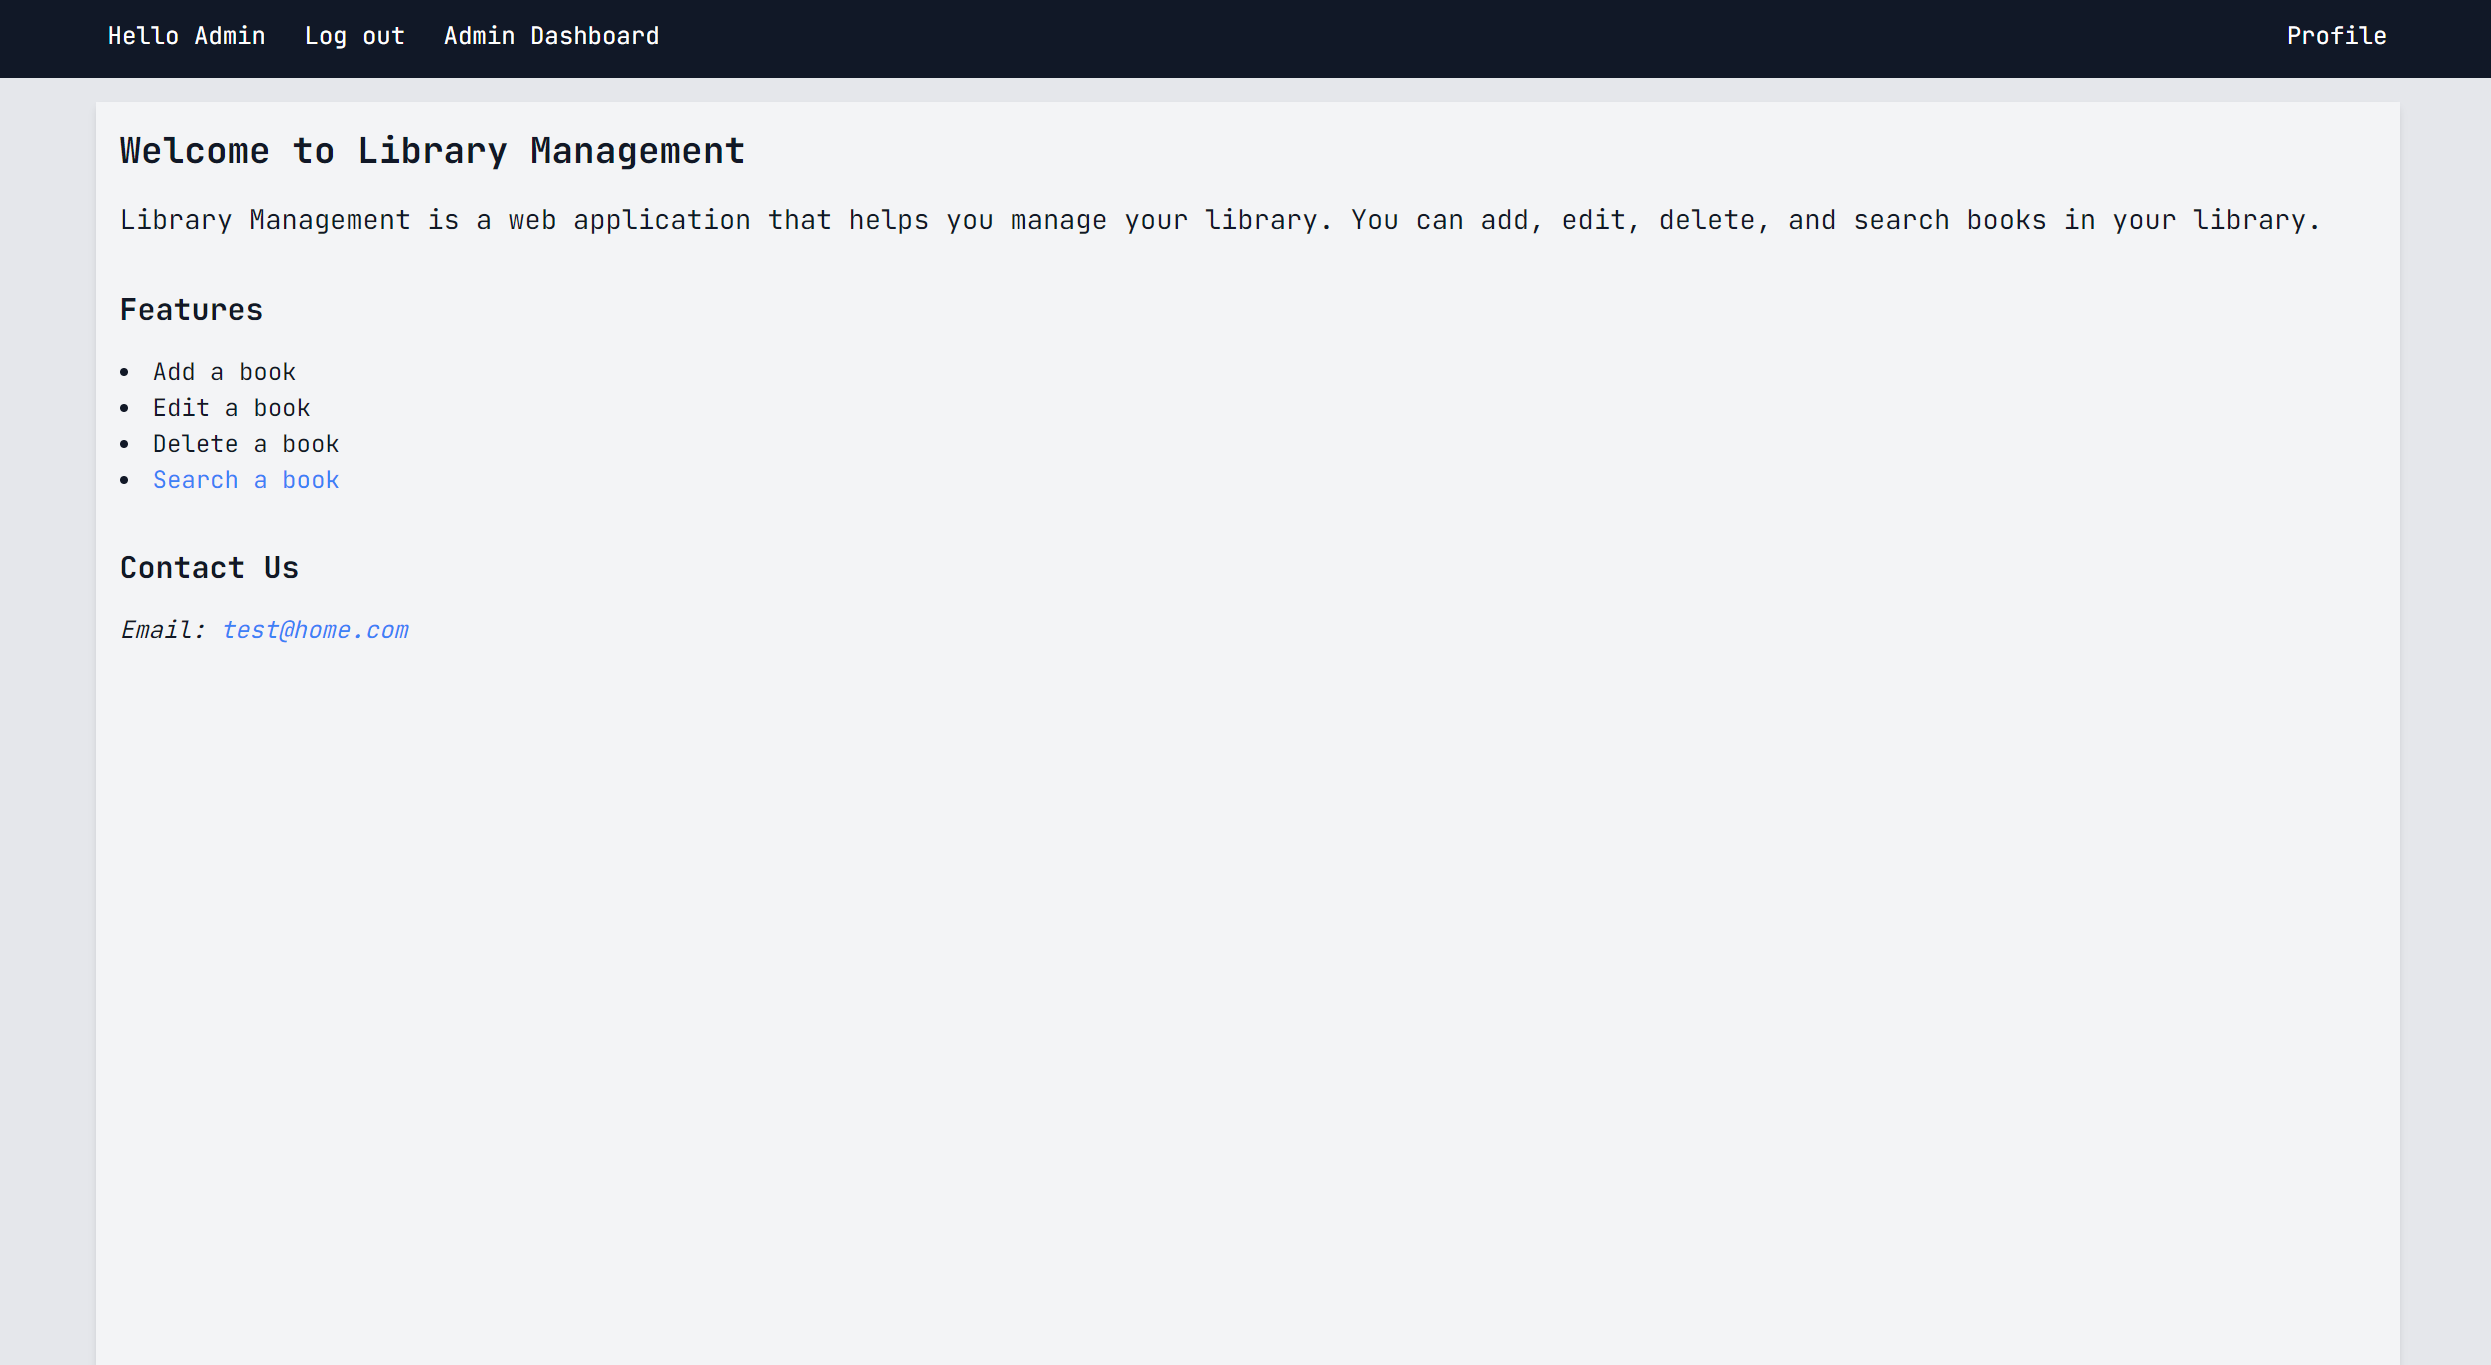 Hello Admin Log out Admin Dashboard Profile
Welcome to Library Management
Library Management is a web application that helps you manage your library. You can add, edit, delete, and search books in your library.
Features
Add a book
Edit a book
Delete a book
Search a book
Contact Us
Email: test@home.com